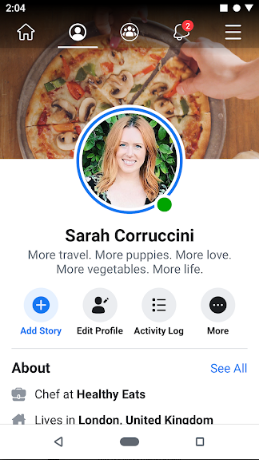 2:04
2
Sarah Corruccini
More travel. More puppies. More love.
More vegetables. More life.
Add Story Edit Profile Activity Log More
About See All
Chef at Healthy Eats
Lives in London, United Kingdom